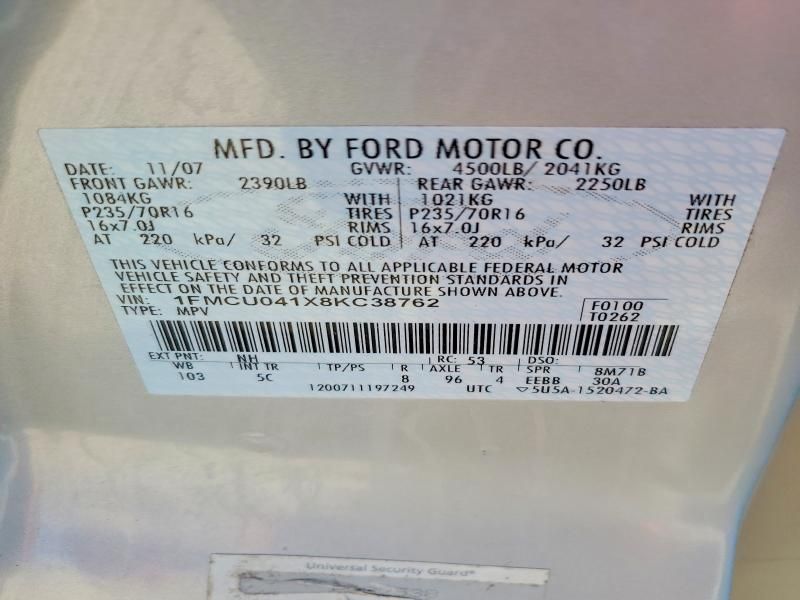 MFD. BY FORD MOTOR CO.
DATE: 11/07 GVWR: 4500LB/ 2041KG
FRONT GAWR: 2390LB REAR GAWR: 2250LB
1084KG WITH 1021KG WITH
P235/70R16 TIRES P235/70R16 TIRES
16x7.0J RIMS 16x7.0J RIMS
AT 220 kPa/ 32 PSI COLD AT 220 kPa/ 32 PSI COLD
THIS VEHICLE CONFORMS TO ALL APPLICABLE FEDERAL MOTOR
VEHICLE SAFETY AND THEFT PREVENTION STANDARDS IN
EFFECT ON THE DATE OF MANUFACTURE SHOWN ABOVE.
VIN: 1FMCU041X8KC38762 F0100
TYPE: MPV T0262
EXT PNT: NH RC: 53 DSO:
WB INT TR TP/PS R AXLE TR SPR 8M71B
103 5C 8 96 4 EEBB 30A
1200711197249 UTC 5U5A-1520472-BA
Universal Security Guard®